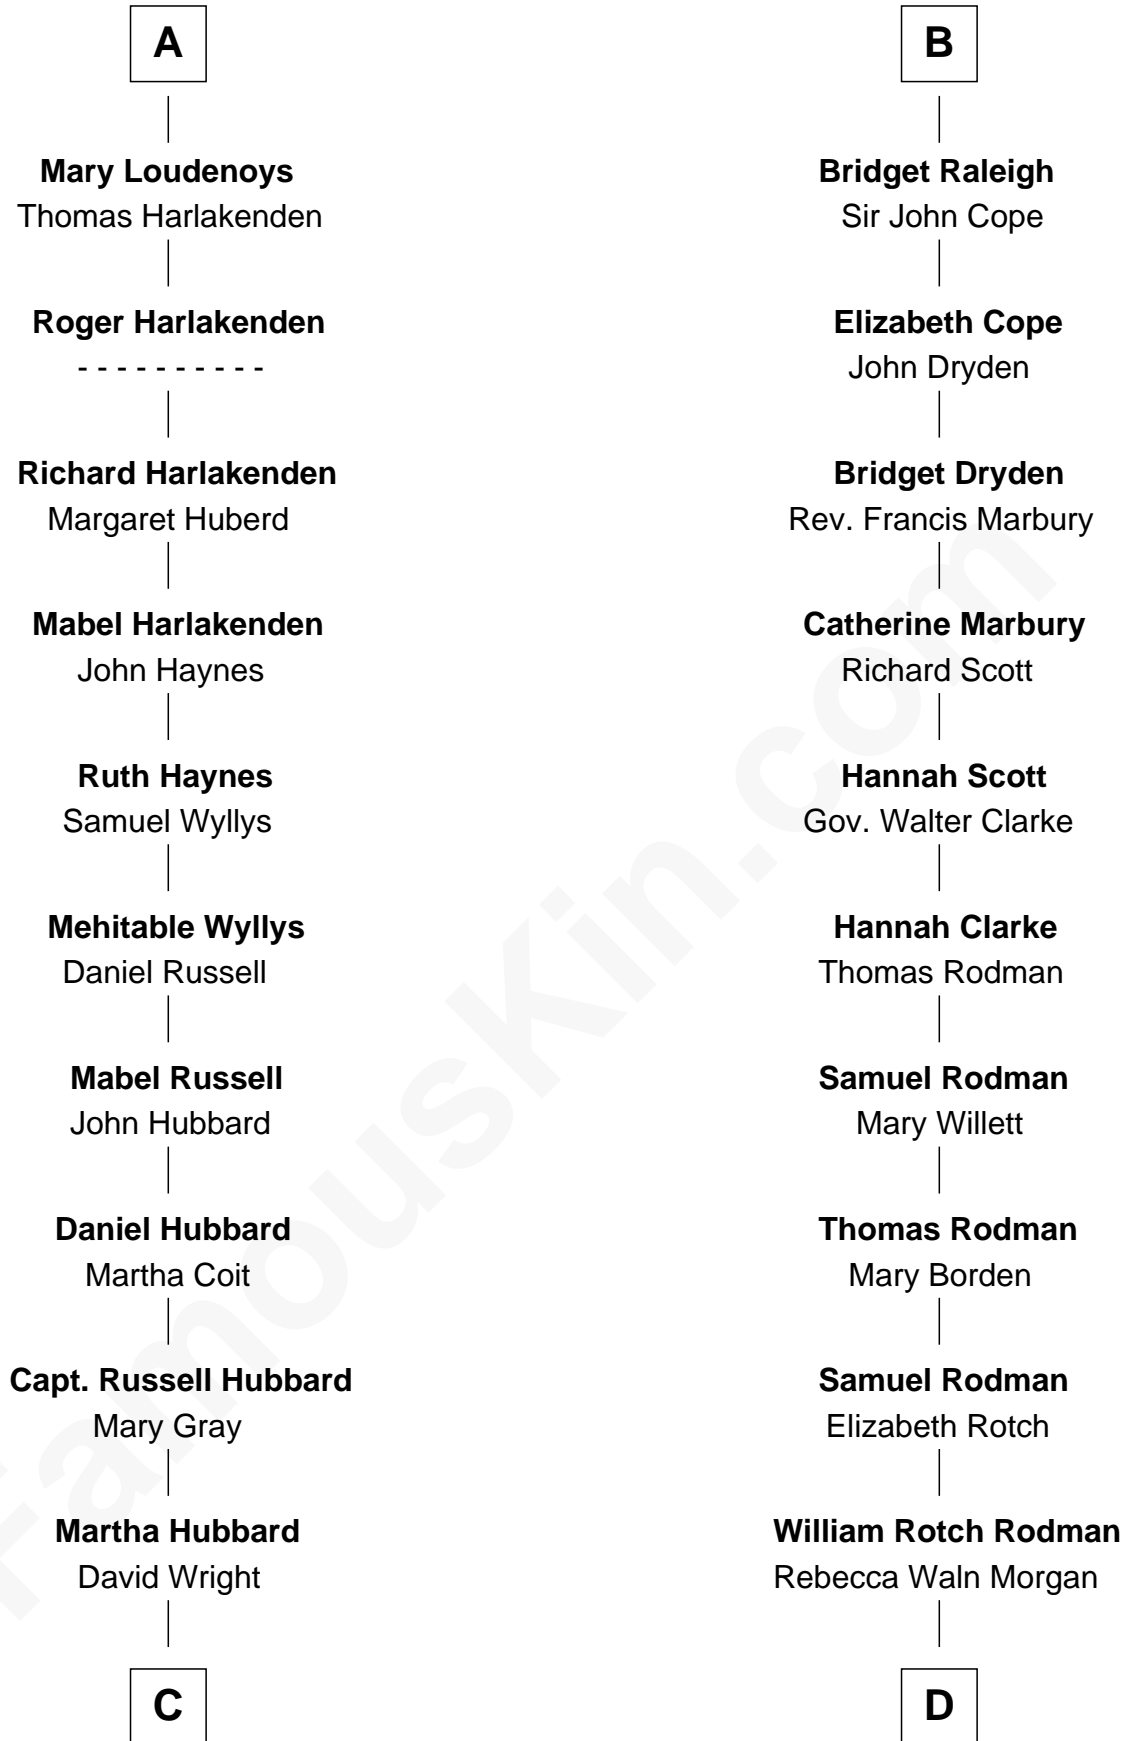 A
Mary Loudenoys
Thomas Harlakenden
Roger Harlakenden
- - - - - - - - - -
Richard Harlakenden
Margaret Huberd
Mabel Harlakenden
John Haynes
Ruth Haynes
Samuel Wyllys
Mehitable Wyllys
Daniel Russell
Mabel Russell
John Hubbard
Daniel Hubbard
Martha Coit
Capt. Russell Hubbard
Mary Gray
Martha Hubbard
David Wright
C
B
Bridget Raleigh
Sir John Cope
Elizabeth Cope
John Dryden
Bridget Dryden
Rev. Francis Marbury
Catherine Marbury
Richard Scott
Hannah Scott
Gov. Walter Clarke
Hannah Clarke
Thomas Rodman
Samuel Rodman
Mary Willett
Thomas Rodman
Mary Borden
Samuel Rodman
Elizabeth Rotch
William Rotch Rodman
Rebecca Waln Morgan
D
FamousKin.com